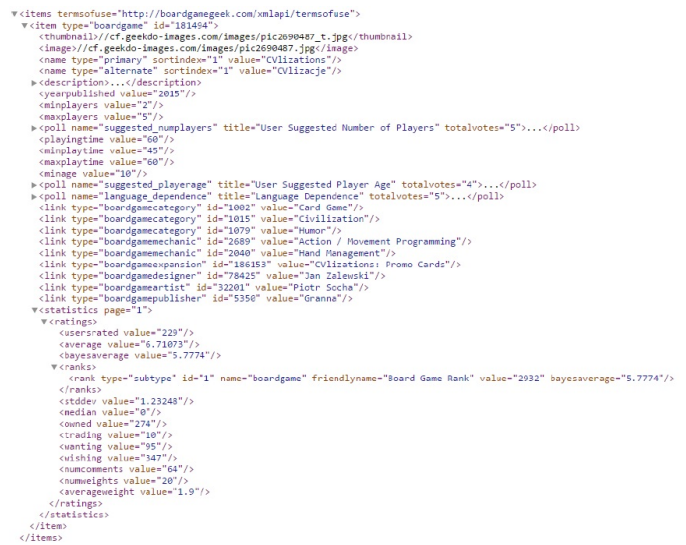 ▼<items termsofuse="http://boardgamegeek.com/xmlapi/termsofuse">
▼<item type="boardgame" id="181494">
<thumbnail>//cf.geekdo-images.com/images/pic2690487_t.jpg</thumbnail>
<image>//cf.geekdo-images.com/images/pic2690487.jpg</image>
<name type="primary" sortindex="1" value="CVlizations"/>
<name type="alternate" sortindex="1" value="CVlizacje"/>
▶<description>...</description>
<yearpublished value="2015"/>
<minplayers value="2"/>
<maxplayers value="5"/>
▶<poll name="suggested_numplayers" title="User Suggested Number of Players" totalvotes="5">...</poll>
<playingtime value="60"/>
<minplaytime value="45"/>
<maxplaytime value="60"/>
<minage value="10"/>
▶<poll name="suggested_playerage" title="User Suggested Player Age" totalvotes="4">...</poll>
▶<poll name="language_dependence" title="Language Dependence" totalvotes="5">...</poll>
<link type="boardgamecategory" id="1002" value="Card Game"/>
<link type="boardgamecategory" id="1015" value="Civilization"/>
<link type="boardgamecategory" id="1079" value="Humor"/>
<link type="boardgamemechanic" id="2689" value="Action / Movement Programming"/>
<link type="boardgamemechanic" id="2040" value="Hand Management"/>
<link type="boardgameexpansion" id="186153" value="CVlizations: Promo Cards"/>
<link type="boardgamedesigner" id="78425" value="Jan Zalewski"/>
<link type="boardgameartist" id="32201" value="Piotr Socha"/>
<link type="boardgamepublisher" id="5350" value="Granna"/>
▼<statistics page="1">
▼<ratings>
<usersrated value="229"/>
<average value="6.71073"/>
<bayesaverage value="5.7774"/>
▼<ranks>
<rank type="subtype" id="1" name="boardgame" friendlyname="Board Game Rank" value="2932" bayesaverage="5.7774"/>
</ranks>
<stddev value="1.23248"/>
<median value="0"/>
<owned value="274"/>
<trading value="10"/>
<wanting value="95"/>
<wishing value="347"/>
<numcomments value="64"/>
<numweights value="20"/>
<averageweight value="1.9"/>
</ratings>
</statistics>
</item>
</items>